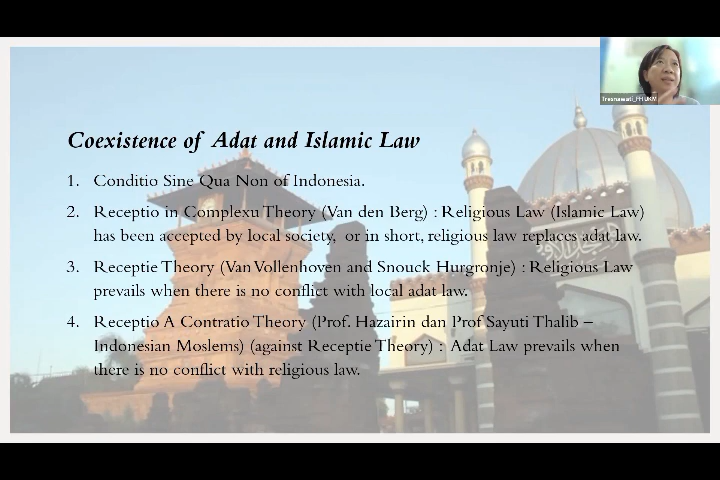 Tresnawati_FH UKM
Coexistence of Adat and Islamic Law
1. Conditio Sine Qua Non of Indonesia.
2. Receptio in Complexu Theory (Van den Berg) : Religious Law (Islamic Law)
has been accepted by local society, or in short, religious law replaces adat law.
3. Receptie Theory (Van Vollenhoven and Snouck Hurgronje) : Religious Law
prevails when there is no conflict with local adat law.
4. Receptio A Contratio Theory (Prof. Hazairin dan Prof Sayuti Thalib –
Indonesian Moslems) (against Receptie Theory) : Adat Law prevails when
there is no conflict with religious law.